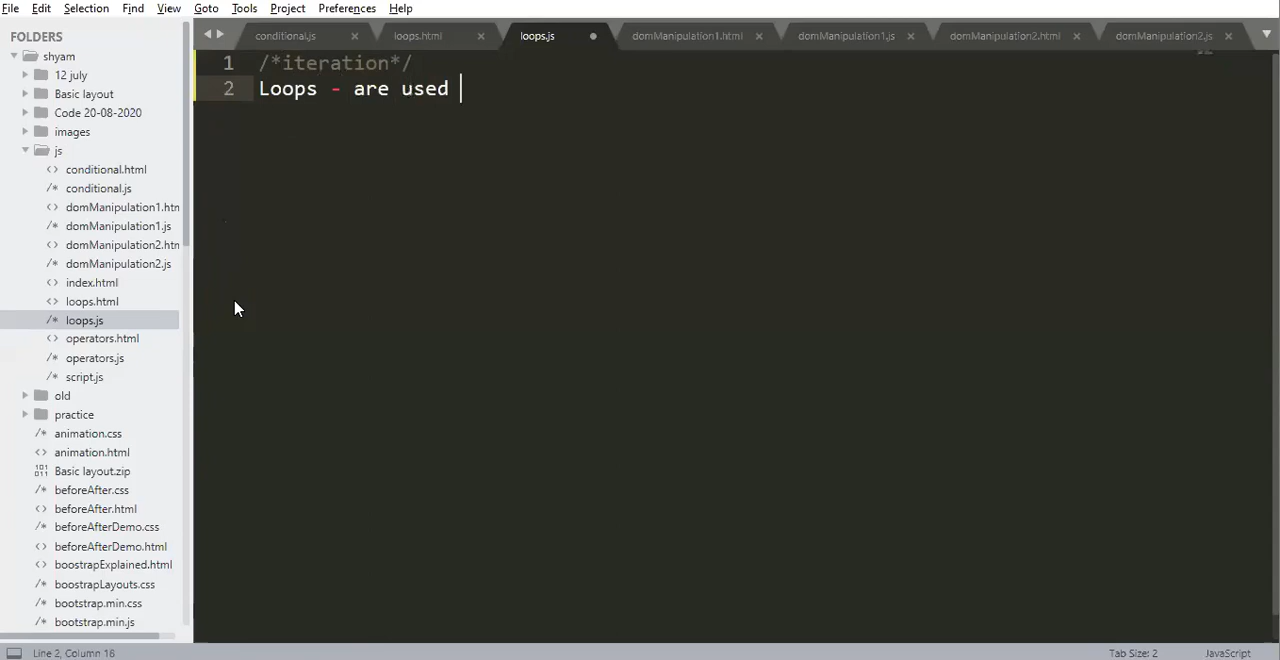 File Edit Selection Find View Goto Tools Project Preferences Help
FOLDERS
shyam
12 july
Basic layout
Code 20-08-2020
images
js
conditional.html
conditional.js
domManipulation1.htm
domManipulation1.js
domManipulation2.htm
domManipulation2.js
index.html
loops.html
loops.js
operators.html
operators.js
script.js
old
practice
animation.css
animation.html
Basic layout.zip
beforeAfter.css
beforeAfter.html
beforeAfterDemo.css
beforeAfterDemo.html
boostrapExplained.html
boostrapLayouts.css
bootstrap.min.css
bootstrap.min.js
conditional.js loops.html loops.js domManipulation1.html domManipulation1.js domManipulation2.html domManipulation2.js
1 /*iteration*/
2 Loops - are used
Line 2, Column 16 Tab Size: 2 JavaScript